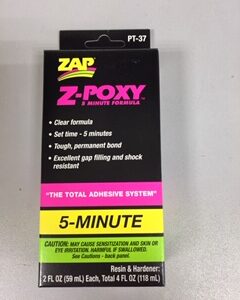 PT-37
ZAP
Z-POXY™
5 MINUTE FORMULA
• Clear formula
• Set time - 5 minutes
• Tough, permanent bond
• Excellent gap filling and shock
resistant
"THE TOTAL ADHESIVE SYSTEM"
5-MINUTE
CAUTION: MAY CAUSE SENSITIZATION AND SKIN OR
EYE IRRITATION. HARMFUL IF SWALLOWED.
See Cautions - back panel.
Resin & Hardener:
2 FL OZ (59 mL) Each, Total 4 FL OZ (118 mL)